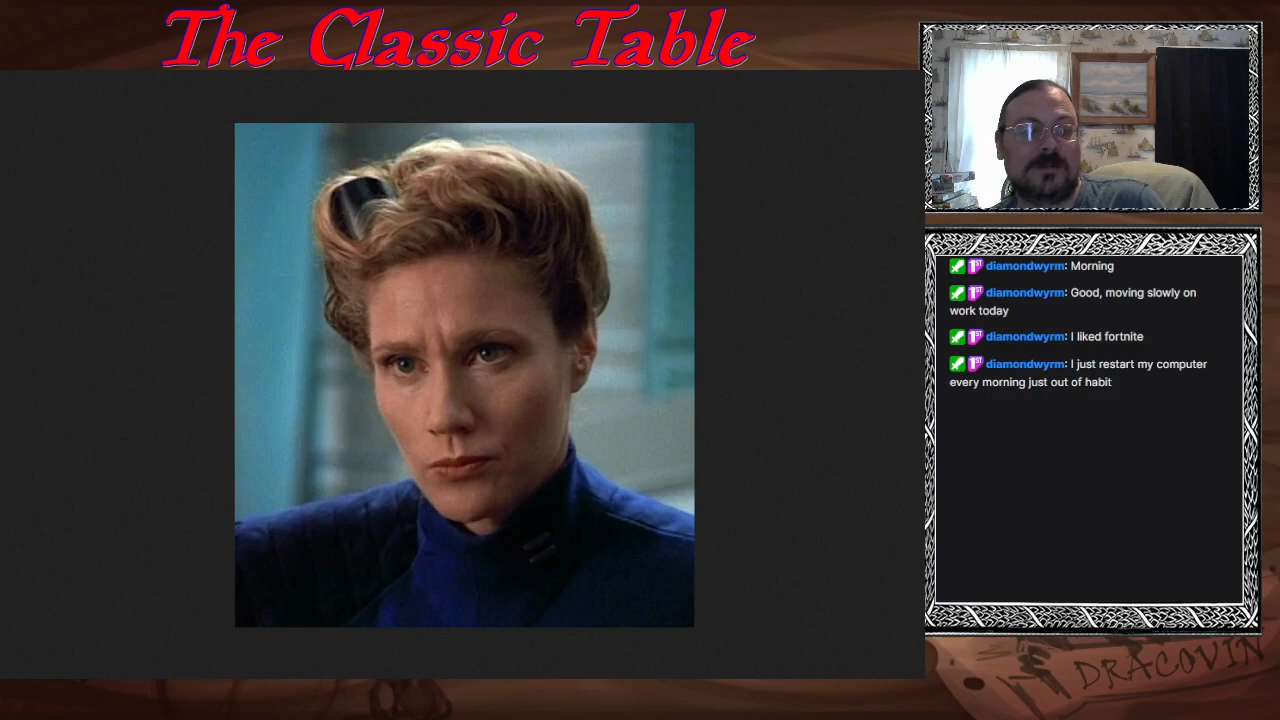 The Classic Table
diamondwyrm: Morning
diamondwyrm: Good, moving slowly on
work today
diamondwyrm: I liked fortnite
diamondwyrm: I just restart my computer
every morning just out of habit
DRACOVIN